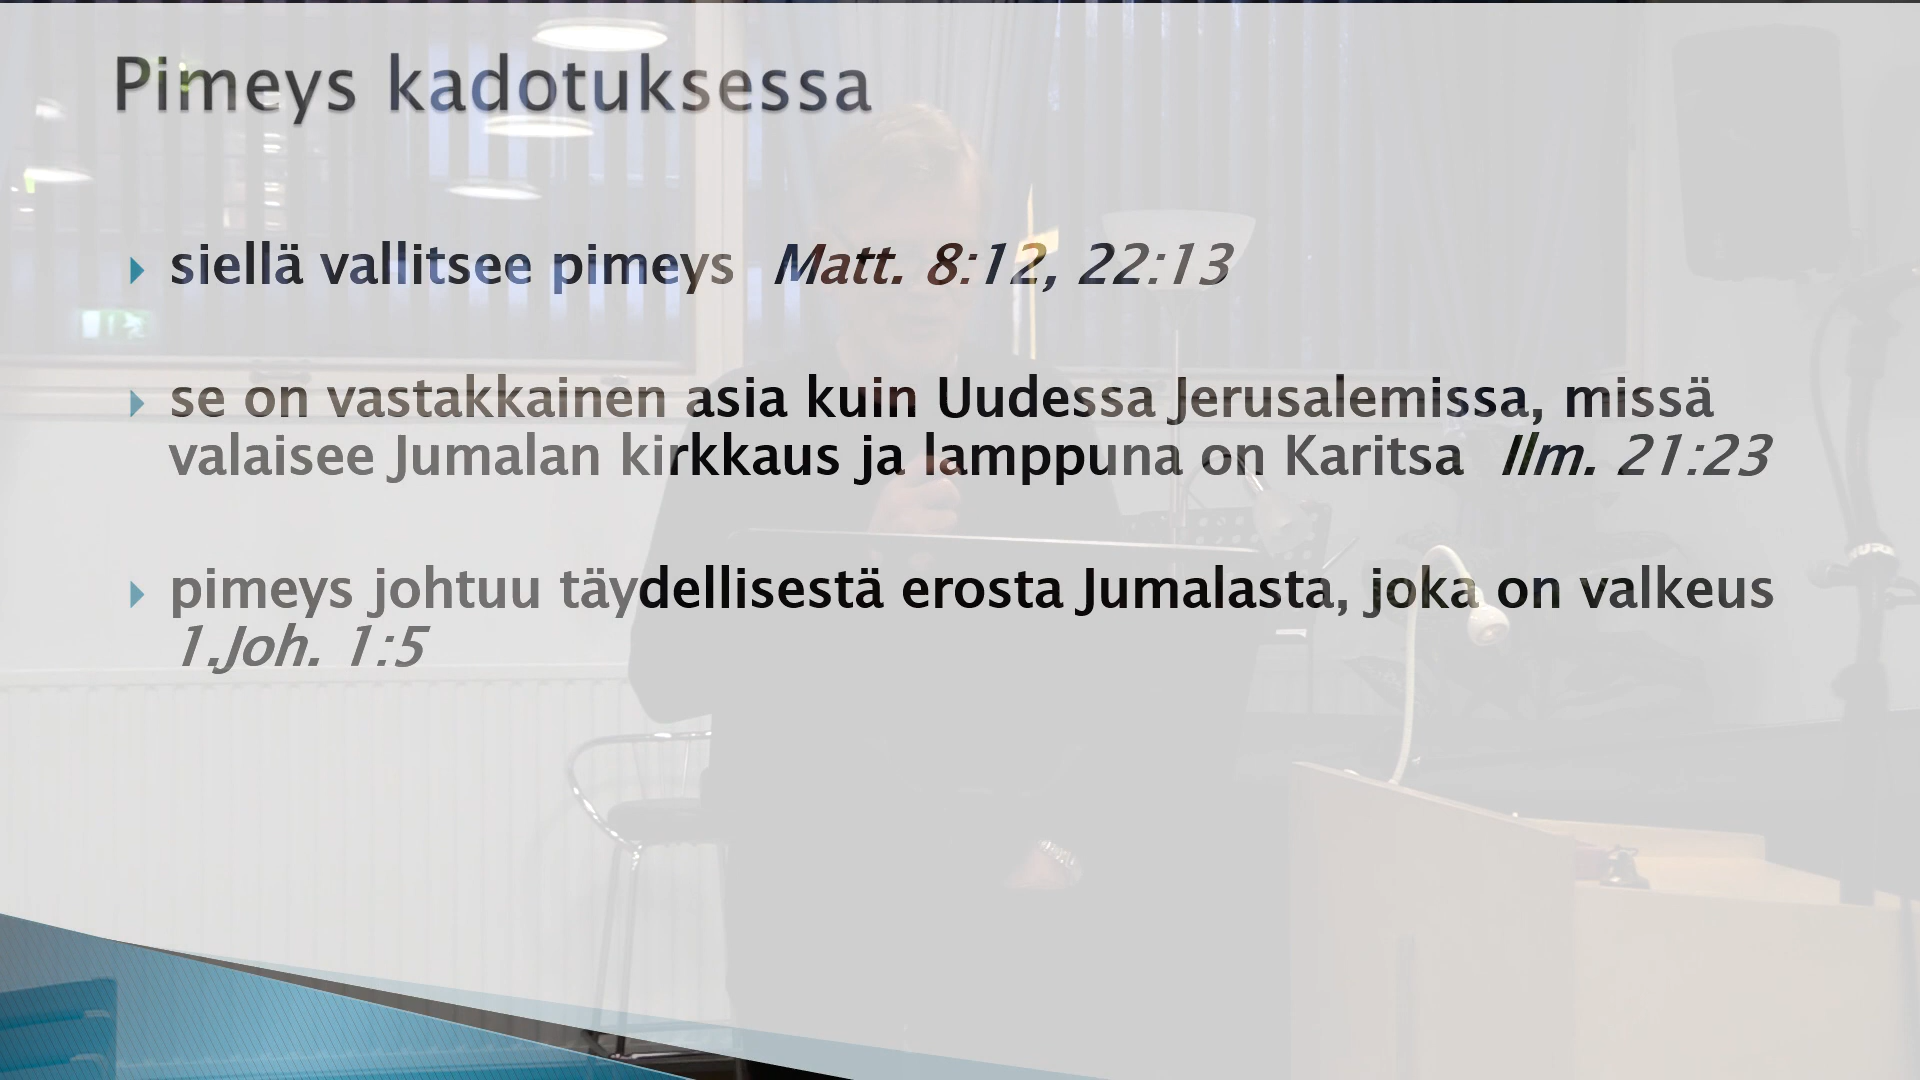 Pimeys kadotuksessa
siellä vallitsee pimeys Matt. 8:12, 22:13
se on vastakkainen asia kuin Uudessa Jerusalemissa, missä
valaisee Jumalan kirkkaus ja lamppuna on Karitsa Ilm. 21:23
pimeys johtuu täydellisestä erosta Jumalasta, joka on valkeus
1.Joh. 1:5